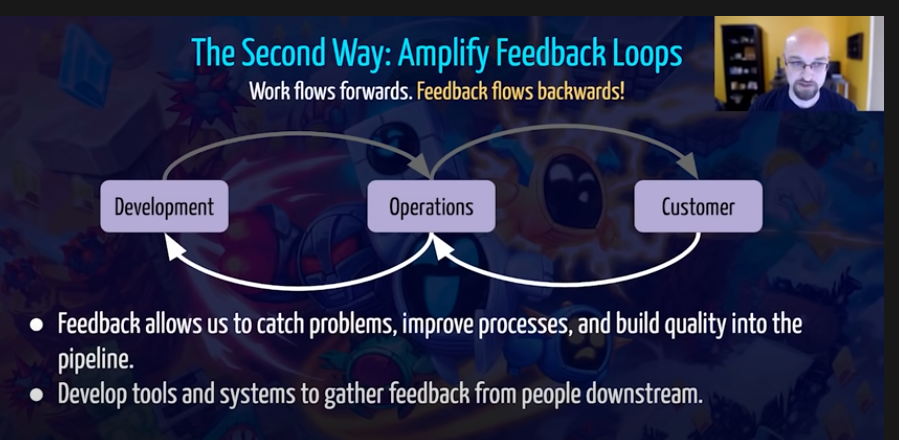 The Second Way: Amplify Feedback Loops
Work flows forwards. Feedback flows backwards!
Development
Operations
Customer
● Feedback allows us to catch problems, improve processes, and build quality into the
pipeline.
● Develop tools and systems to gather feedback from people downstream.